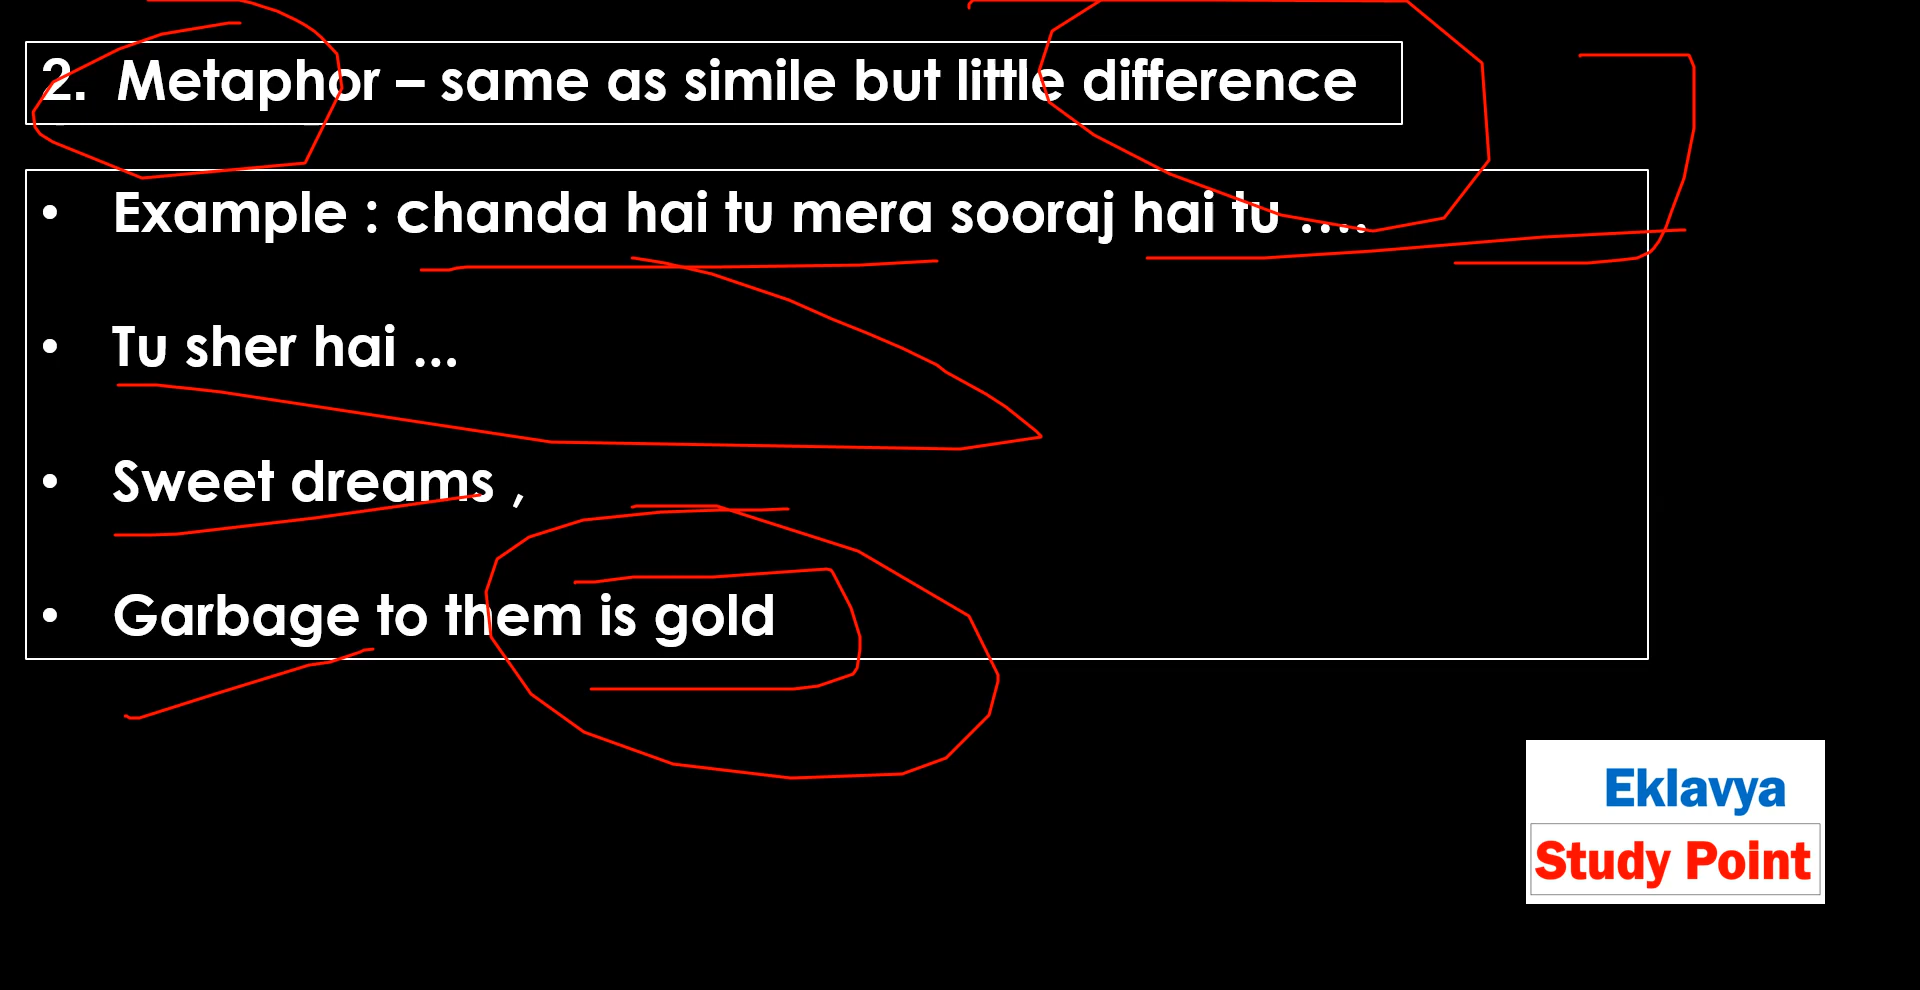 2. Metaphor – same as simile but little difference
• Example : chanda hai tu mera sooraj hai tu ....
• Tu sher hai ...
• Sweet dreams ,
• Garbage to them is gold
Eklavya
Study Point